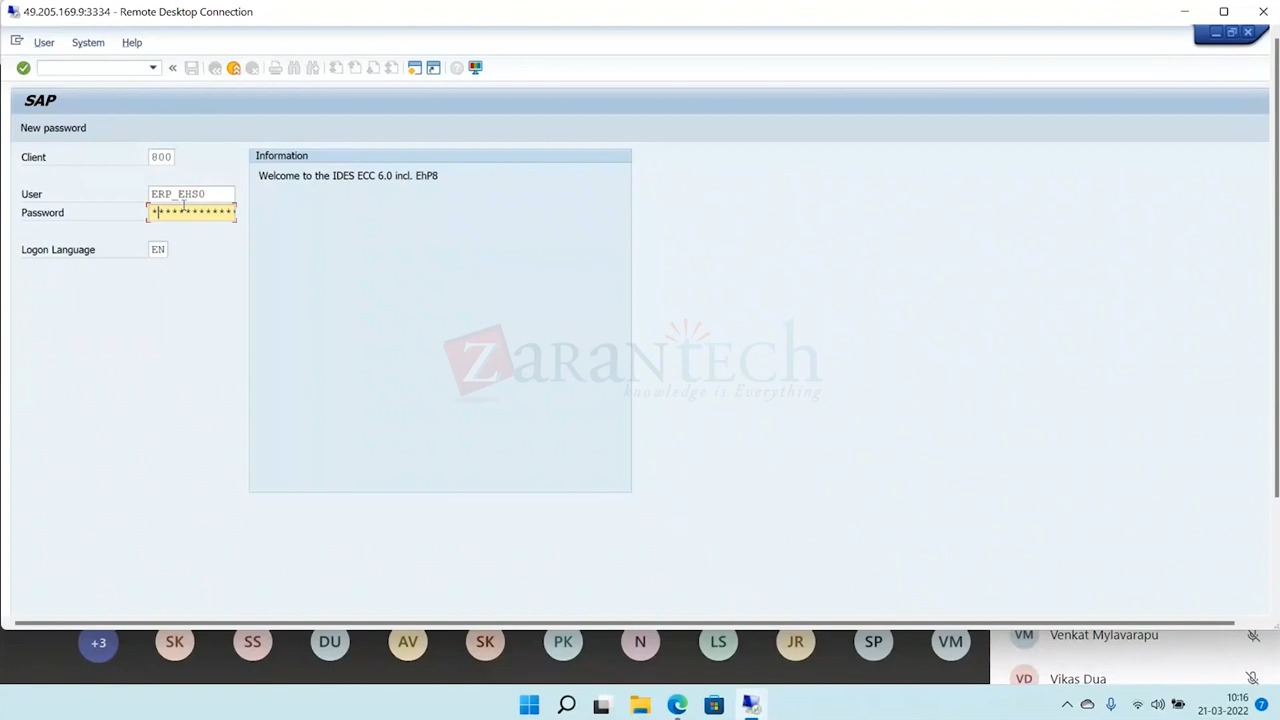 49.205.169.9:3334 - Remote Desktop Connection
User System Help
SAP
New password
Client 800
Information
Welcome to the IDES ECC 6.0 incl. EhP8
User ERP_EHS0
Password ************
Logon Language EN
ZARANTECH
knowledge is Everything
+3 SK SS DU AV SK PK N LS JR SP VM
VM Venkat Mylavarapu
VD Vikas Dua
10:16
21-03-2022
7